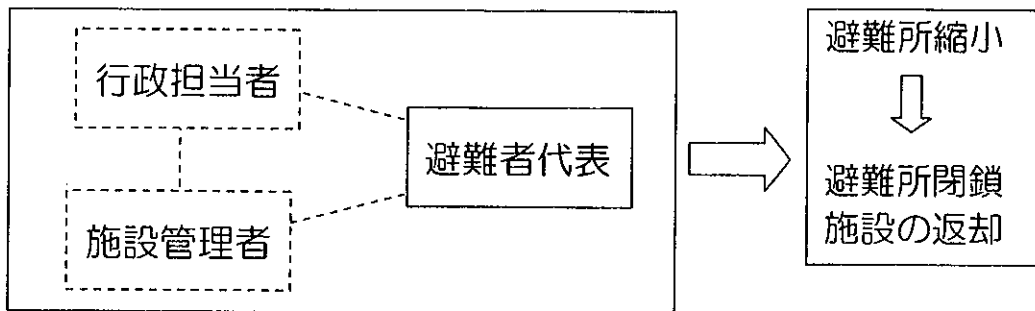 行政担当者
避難者代表
施設管理者
避難所縮小
避難所閉鎖
施設の返却